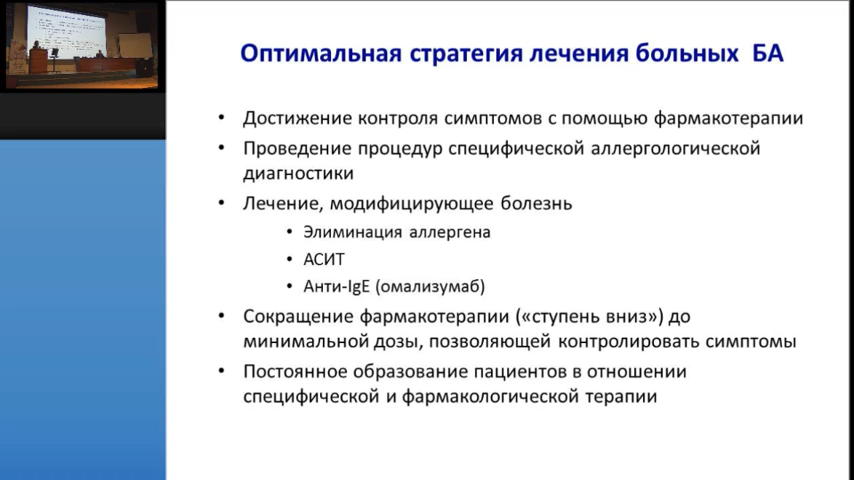 Оптимальная стратегия лечения больных БА
• Достижение контроля симптомов с помощью фармакотерапии
• Проведение процедур специфической аллергологической
диагностики
• Лечение, модифицирующее болезнь
• Элиминация аллергена
• АСИТ
• Анти-IgE (омализумаб)
• Сокращение фармакотерапии («ступень вниз») до
минимальной дозы, позволяющей контролировать симптомы
• Постоянное образование пациентов в отношении
специфической и фармакологической терапии